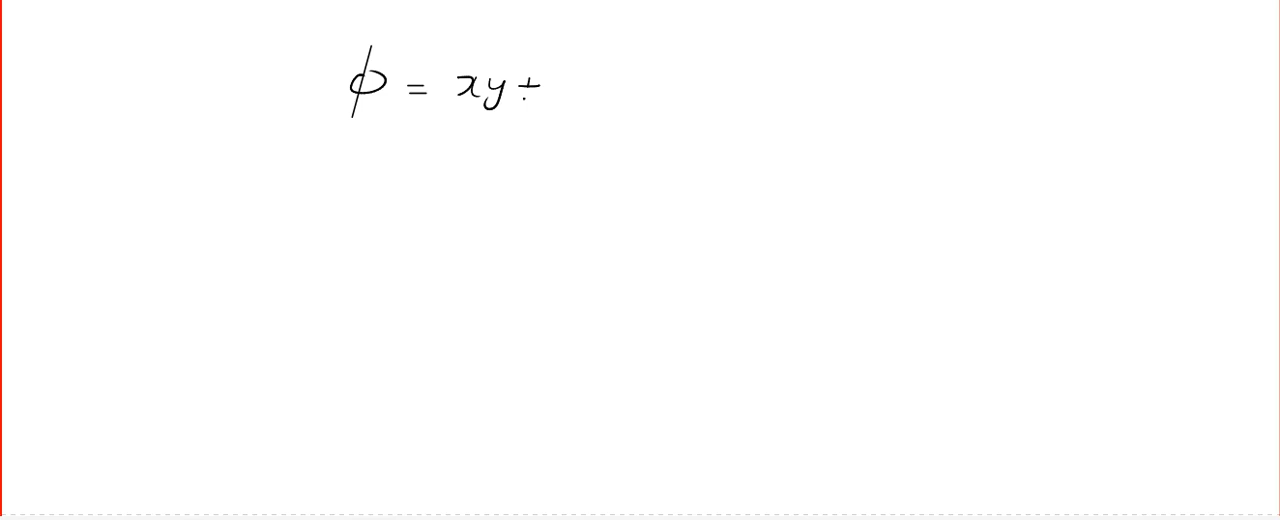 ϕ = xy ÷